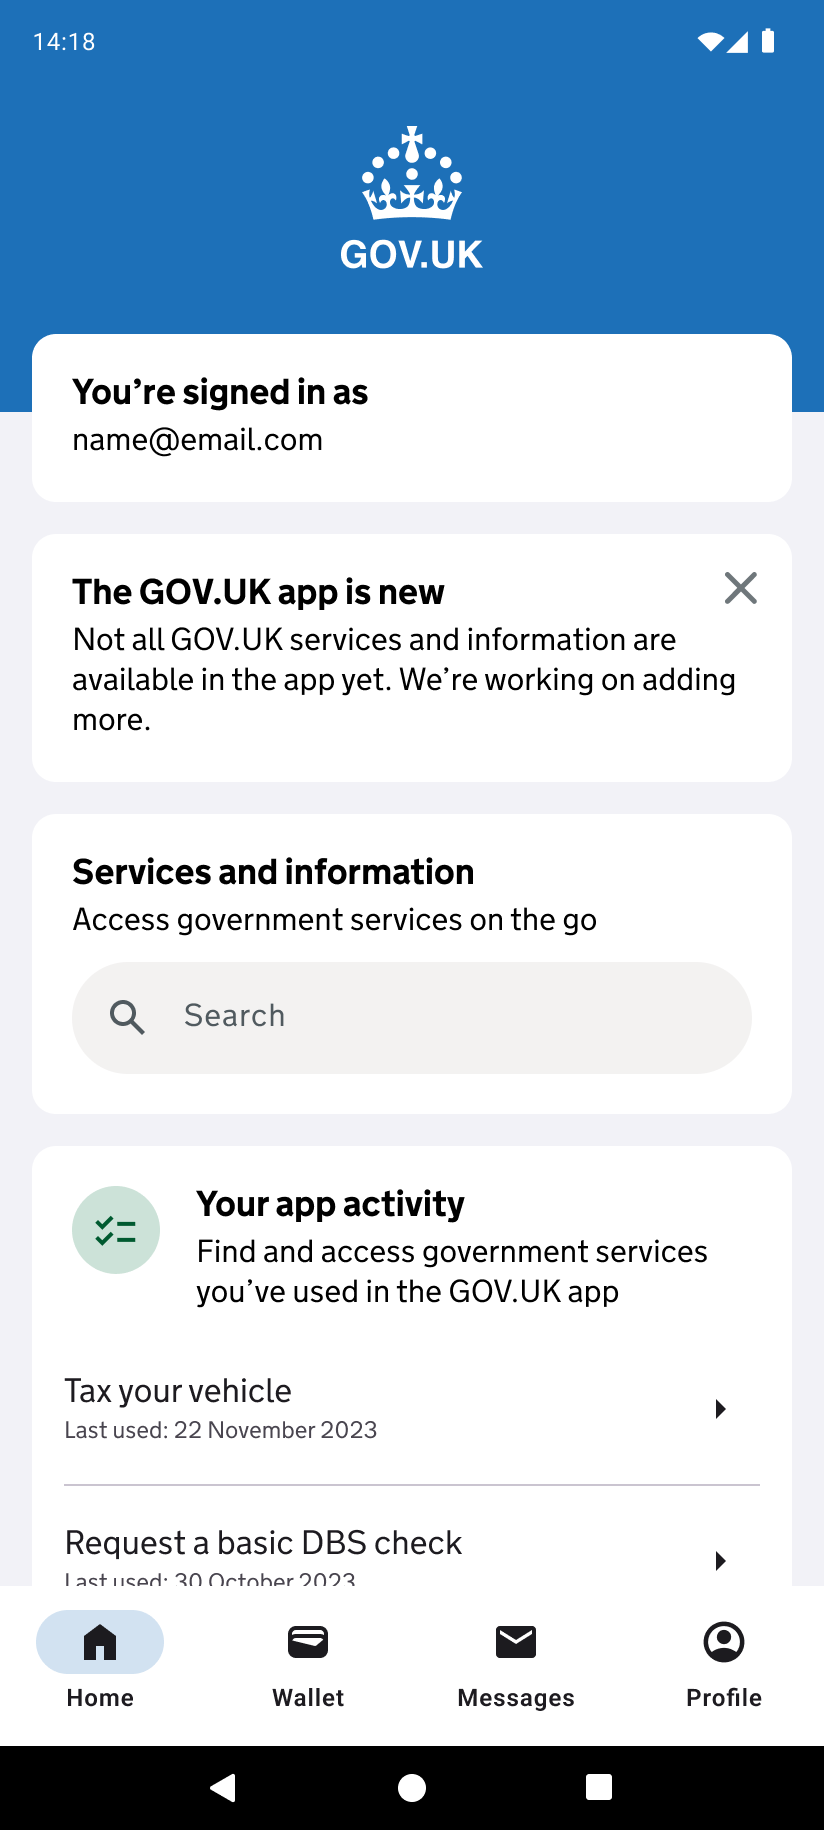 14:18
GOV.UK
You’re signed in as
name@email.com
The GOV.UK app is new
Not all GOV.UK services and information are
available in the app yet. We’re working on adding
more.
Services and information
Access government services on the go
Search
Your app activity
Find and access government services
you’ve used in the GOV.UK app
Tax your vehicle
Last used: 22 November 2023
Request a basic DBS check
Last used: 30 October 2023
Home
Wallet
Messages
Profile